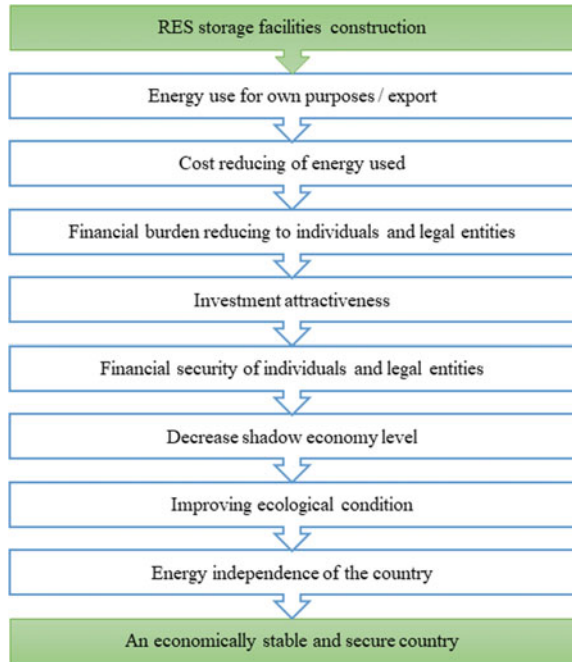 RES storage facilities construction
Energy use for own purposes / export
Cost reducing of energy used
Financial burden reducing to individuals and legal entities
Investment attractiveness
Financial security of individuals and legal entities
Decrease shadow economy level
Improving ecological condition
Energy independence of the country
An economically stable and secure country